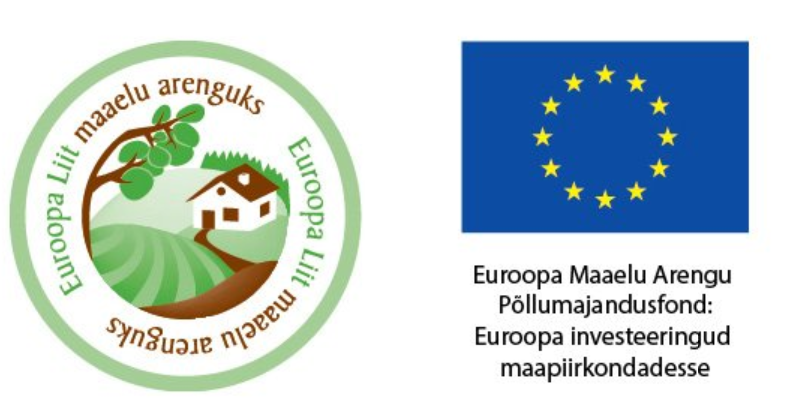 Euroopa Liit maaelu arenguks
Euroopa Liit maaelu arenguks
Euroopa Maaelu Arengu
Põllumajandusfond:
Euroopa investeeringud
maapiirkondadesse